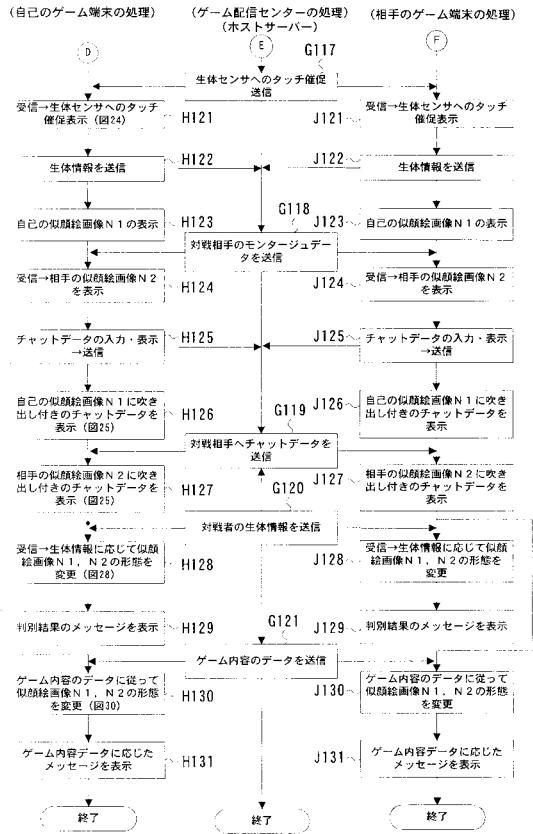 (自己のゲーム端末の処理)
(ゲーム配信センターの処理)
(ホストサーバー)
(相手のゲーム端末の処理)
D
E
F
G117
生体センサへのタッチ催促
送信
受信→生体センサへのタッチ
催促表示(図24)
H121
J121
受信→生体センサへのタッチ
催促表示
生体情報を送信
H122
J122
生体情報を送信
自己の似顔絵画像N1の表示
H123
G118
J123
自己の似顔絵画像N1の表示
対戦相手のモンタージュデー
タを送信
受信→相手の似顔絵画像N2
を表示
H124
J124
受信→相手の似顔絵画像N2
を表示
チャットデータの入力・表示
→送信
H125
J125
チャットデータの入力・表示
→送信
自己の似顔絵画像N1に吹き
出し付きのチャットデータを
表示(図25)
H126
G119
J126
自己の似顔絵画像N1に吹き
出し付きのチャットデータを
表示
対戦相手へチャットデータを
送信
相手の似顔絵画像N2に吹き
出し付きのチャットデータを
表示(図25)
H127
G120
J127
相手の似顔絵画像N2に吹き
出し付きのチャットデータを
表示
対戦者の生体情報を送信
受信→生体情報に応じて似顔
絵画像N1,N2の形態を
変更(図28)
H128
J128
受信→生体情報に応じて似顔
絵画像N1,N2の形態を
変更
判別結果のメッセージを表示
H129
G121
J129
判別結果のメッセージを表示
ゲーム内容のデータを送信
ゲーム内容のデータに従って
似顔絵画像N1,N2の形態
を変更(図30)
H130
J130
ゲーム内容のデータに従って
似顔絵画像N1,N2の形態
を変更
ゲーム内容データに応じた
メッセージを表示
H131
J131
ゲーム内容データに応じた
メッセージを表示
終了
終了
終了